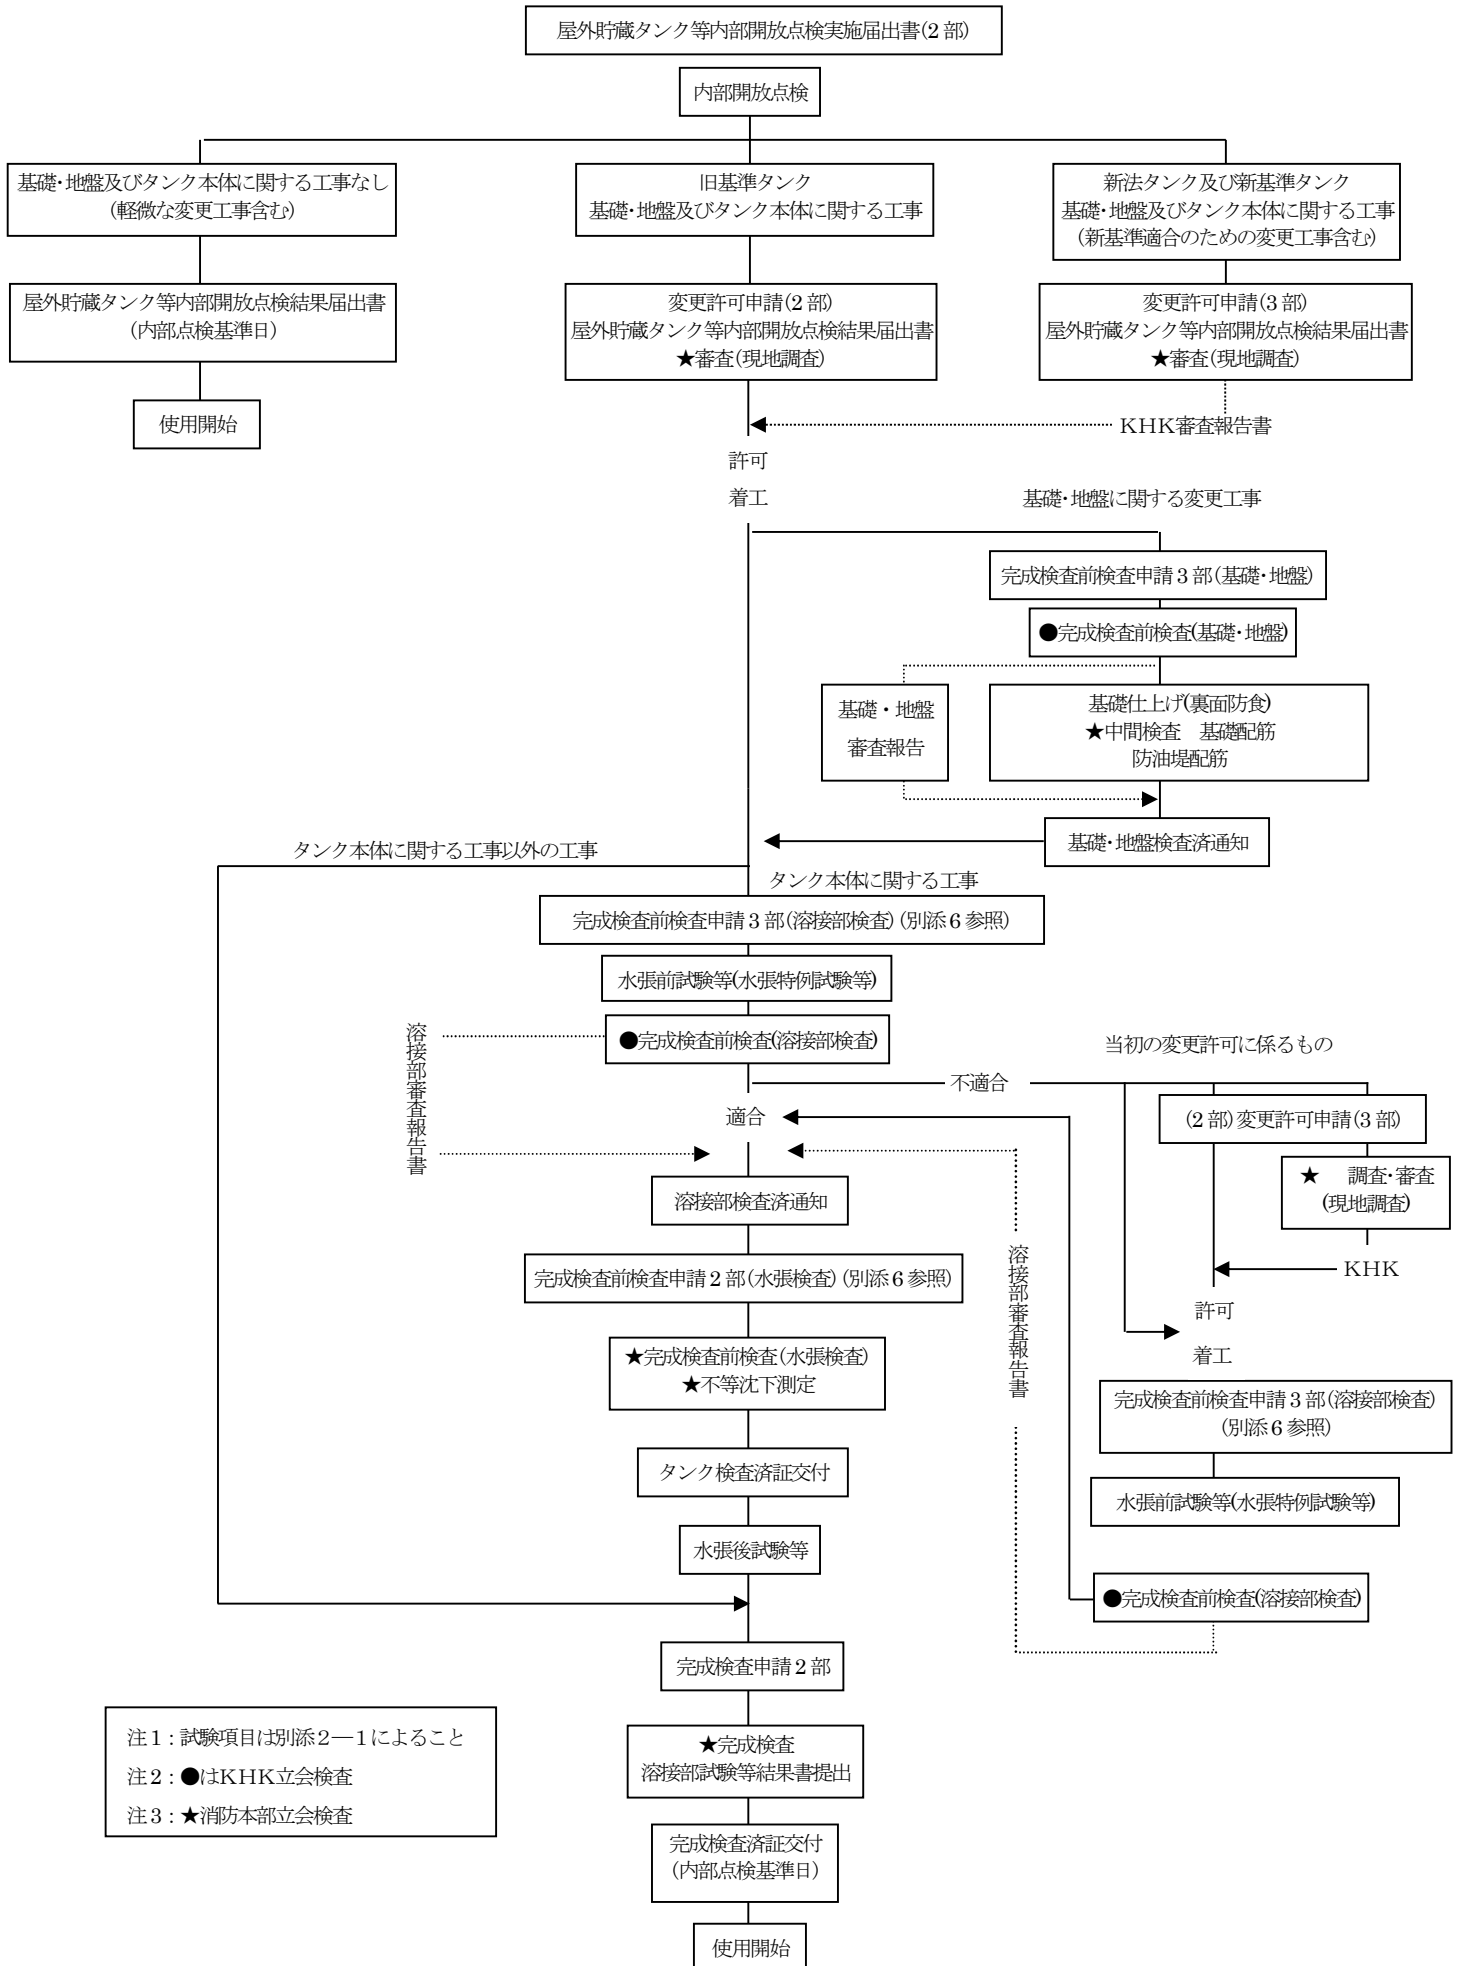 屋外貯蔵タンク等内部開放点検実施届出書(2部)
内部開放点検
基礎・地盤及びタンク本体に関する工事なし
(軽微な変更工事含む)
旧基準タンク
基礎・地盤及びタンク本体に関する工事
新法タンク及び新基準タンク
基礎・地盤及びタンク本体に関する工事
(新基準適合のための変更工事含む)
屋外貯蔵タンク等内部開放点検結果届出書
(内部点検基準日)
変更許可申請(2部)
屋外貯蔵タンク等内部開放点検結果届出書
★審査(現地調査)
変更許可申請(3部)
屋外貯蔵タンク等内部開放点検結果届出書
★審査(現地調査)
使用開始
KHK審査報告書
許可
着工
基礎・地盤に関する変更工事
完成検査前検査申請3部(基礎・地盤)
●完成検査前検査(基礎・地盤)
基礎・地盤
審査報告
基礎仕上げ(裏面防食)
★中間検査　基礎配筋
防油堤配筋
基礎・地盤検査済通知
タンク本体に関する工事以外の工事
タンク本体に関する工事
完成検査前検査申請3部(溶接部検査)(別添6参照)
水張前試験等(水張特例試験等)
●完成検査前検査(溶接部検査)
溶接部審査報告書
当初の変更許可に係るもの
不適合
適合
(2部)変更許可申請(3部)
★　調査・審査
(現地調査)
溶接部検査済通知
溶接部審査報告書
完成検査前検査申請2部(水張検査)(別添6参照)
KHK
許可
着工
★完成検査前検査(水張検査)
★不等沈下測定
完成検査前検査申請3部(溶接部検査)
(別添6参照)
タンク検査済証交付
水張前試験等(水張特例試験等)
水張後試験等
●完成検査前検査(溶接部検査)
完成検査申請2部
★完成検査
溶接部試験等結果書提出
注1:試験項目は別添2―1によること
注2:●はKHK立会検査
注3:★消防本部立会検査
完成検査済証交付
(内部点検基準日)
使用開始